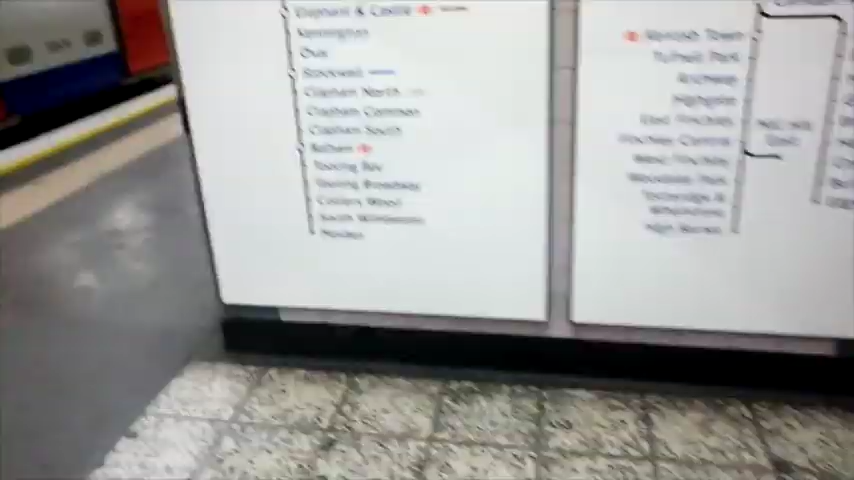 Elephant & Castle
Kennington
Oval
Stockwell
Clapham North
Clapham Common
Clapham South
Balham
Tooting Bec
Tooting Broadway
Colliers Wood
South Wimbledon
Morden
Kentish Town
Tufnell Park
Archway
Highgate
East Finchley
Finchley Central
West Finchley
Woodside Park
Totteridge &
Whetstone
High Barnet
Mill Hill
East